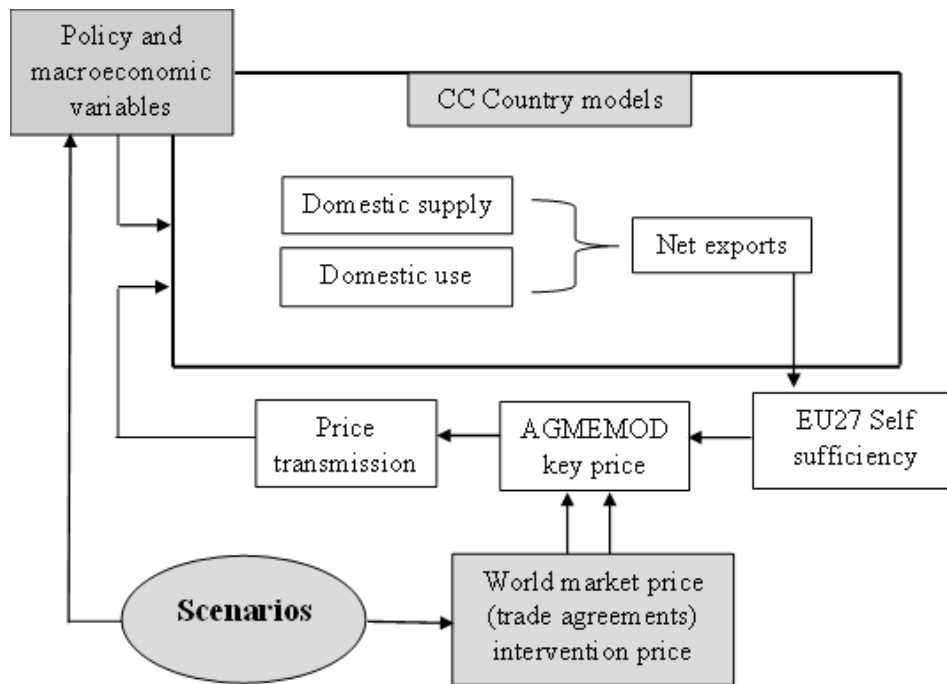 Policy and
macroeconomic
variables
CC Country models
Domestic supply
Domestic use
Net exports
Price
transmission
AGMEMOD
key price
EU27 Self
sufficiency
Scenarios
World market price
(trade agreements)
intervention price